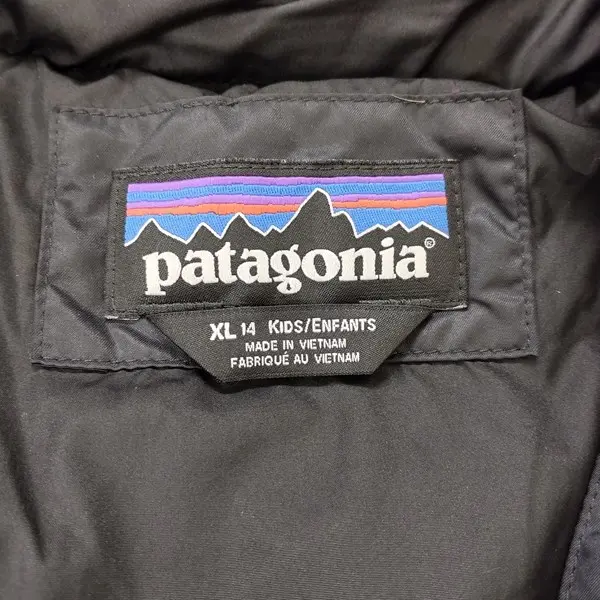 patagonia®
XL 14 KIDS/ENFANTS
MADE IN VIETNAM
FABRIQUÉ AU VIETNAM